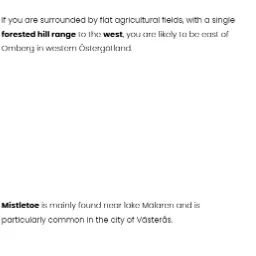 If you are surrounded by flat agricultural fields, with a single
forested hill range to the west, you are likely to be east of
Omberg in western Östergötland.
Mistletoe is mainly found near lake Mälaren and is
particularly common in the city of Västerås.